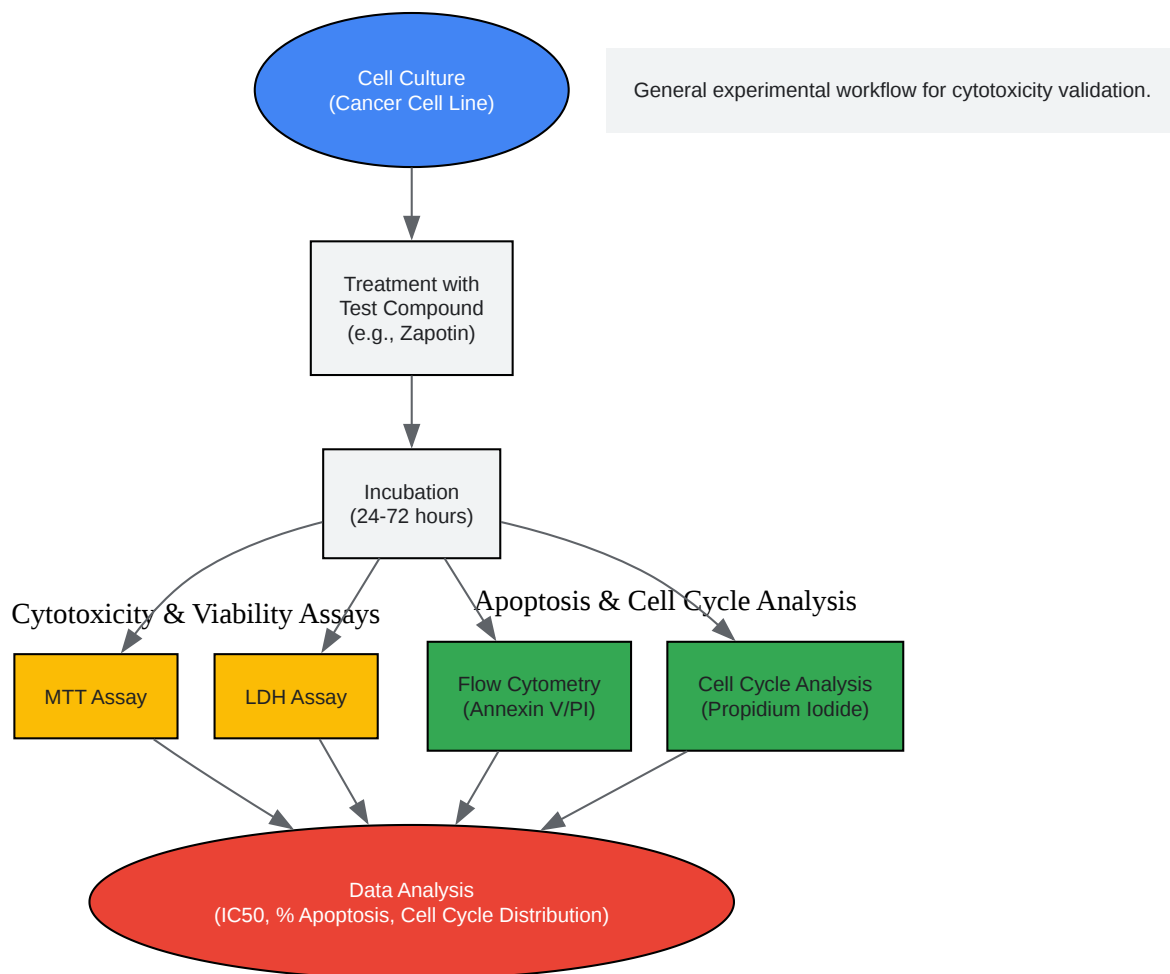 Cell Culture
(Cancer Cell Line)
General experimental workflow for cytotoxicity validation.
Treatment with
Test Compound
(e.g., Zapotin)
Incubation
(24-72 hours)
Cytotoxicity & Viability Assays
Apoptosis & Cell Cycle Analysis
MTT Assay
LDH Assay
Flow Cytometry
(Annexin V/PI)
Cell Cycle Analysis
(Propidium Iodide)
Data Analysis
(IC50, % Apoptosis, Cell Cycle Distribution)